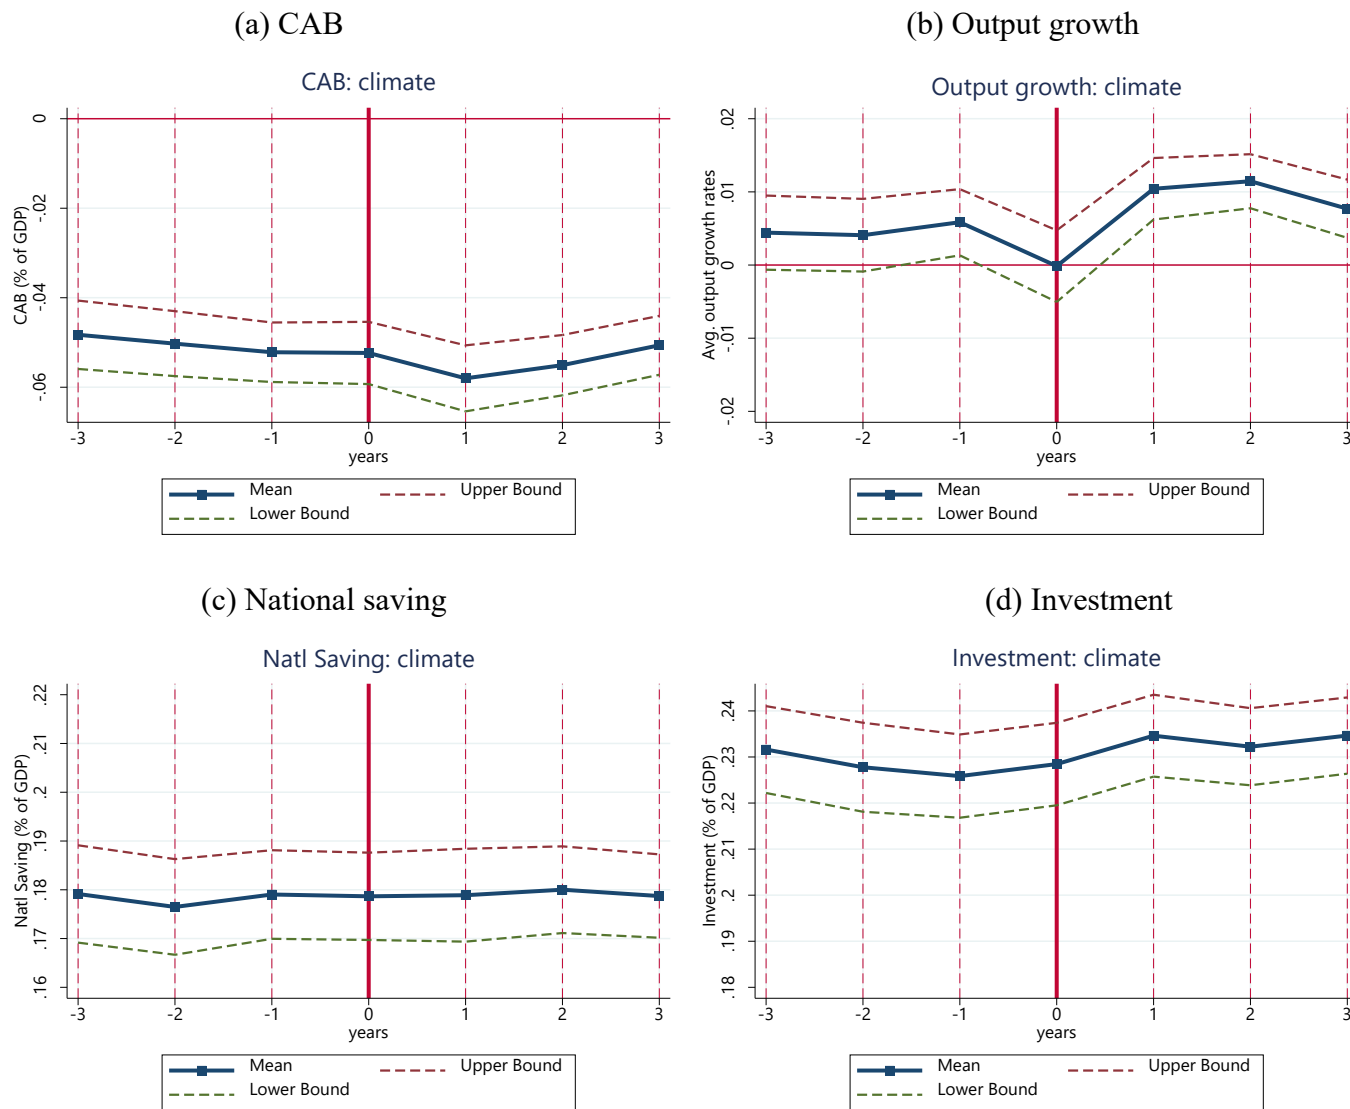 (a) CAB
CAB: climate
CAB (% of GDP)
0
-.02
-.04
-.06
-3 -2 -1 0 1 2 3
years
Mean Upper Bound
Lower Bound
(b) Output growth
Output growth: climate
Avg. output growth rates
.02
.01
0
-.01
-.02
-3 -2 -1 0 1 2 3
years
Mean Upper Bound
Lower Bound
(c) National saving
Natl Saving: climate
Natl Saving (% of GDP)
.22
.21
.2
.19
.18
.17
.16
-3 -2 -1 0 1 2 3
years
Mean Upper Bound
Lower Bound
(d) Investment
Investment: climate
Investment (% of GDP)
.24
.23
.22
.21
.2
.19
.18
-3 -2 -1 0 1 2 3
years
Mean Upper Bound
Lower Bound